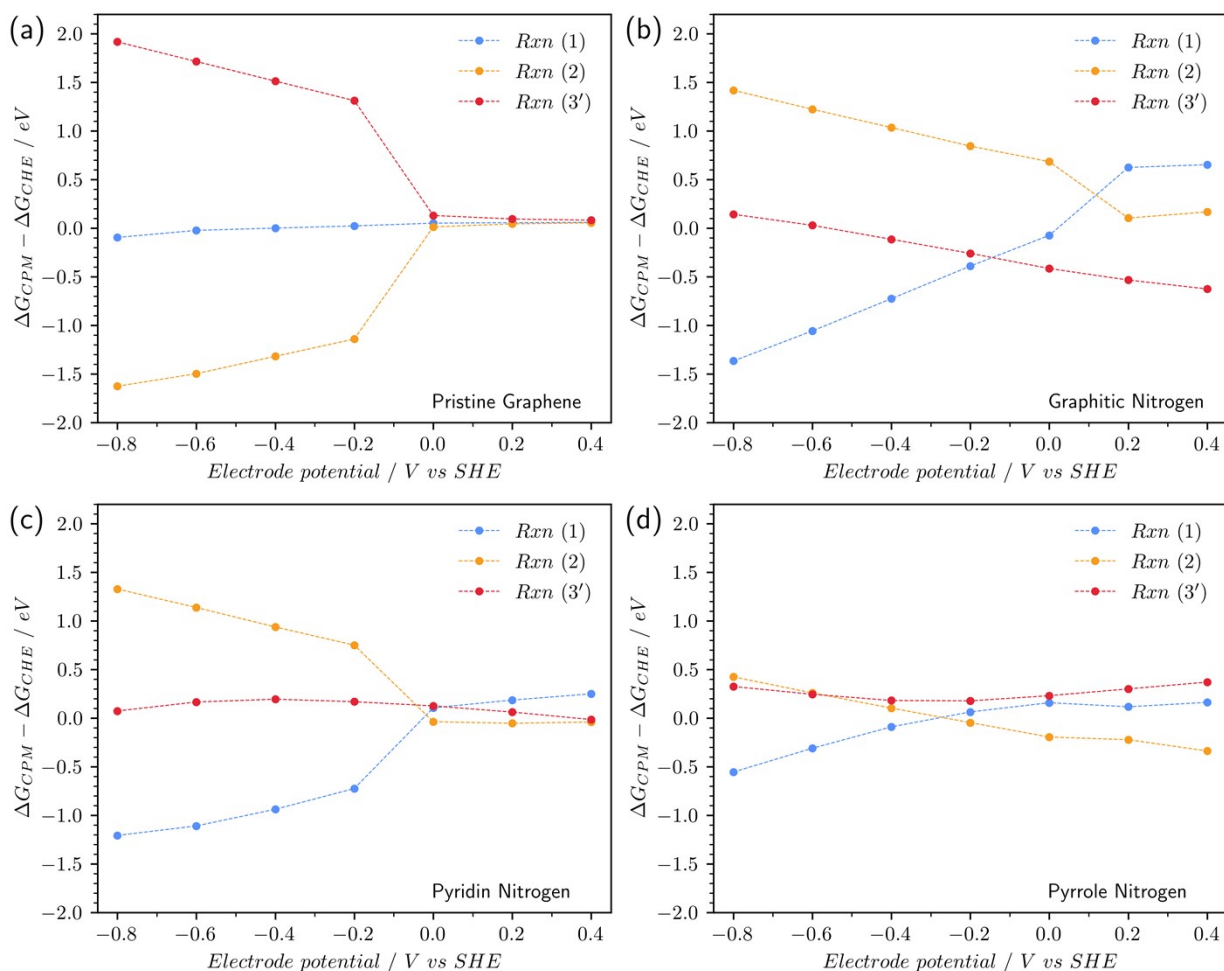 (a)
2.0
1.5
1.0
0.5
0.0
−0.5
−1.0
−1.5
−2.0
ΔG_CPM − ΔG_CHE / eV
Rxn (1)
Rxn (2)
Rxn (3′)
Pristine Graphene
−0.8 −0.6 −0.4 −0.2 0.0 0.2 0.4
Electrode potential / V vs SHE
(b)
2.0
1.5
1.0
0.5
0.0
−0.5
−1.0
−1.5
−2.0
ΔG_CPM − ΔG_CHE / eV
Rxn (1)
Rxn (2)
Rxn (3′)
Graphitic Nitrogen
−0.8 −0.6 −0.4 −0.2 0.0 0.2 0.4
Electrode potential / V vs SHE
(c)
2.0
1.5
1.0
0.5
0.0
−0.5
−1.0
−1.5
−2.0
ΔG_CPM − ΔG_CHE / eV
Rxn (1)
Rxn (2)
Rxn (3′)
Pyridin Nitrogen
−0.8 −0.6 −0.4 −0.2 0.0 0.2 0.4
Electrode potential / V vs SHE
(d)
2.0
1.5
1.0
0.5
0.0
−0.5
−1.0
−1.5
−2.0
ΔG_CPM − ΔG_CHE / eV
Rxn (1)
Rxn (2)
Rxn (3′)
Pyrrole Nitrogen
−0.8 −0.6 −0.4 −0.2 0.0 0.2 0.4
Electrode potential / V vs SHE